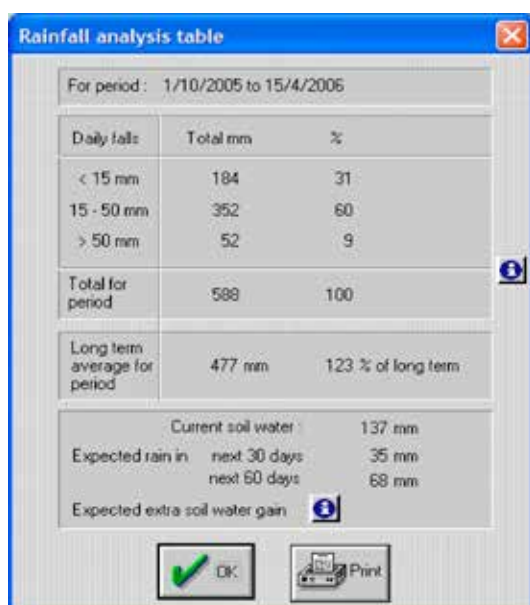 Rainfall analysis table
For period : 1/10/2005 to 15/4/2006
Daily falls Total mm %
< 15 mm 184 31
15 - 50 mm 352 60
> 50 mm 52 9
Total for period 588 100
Long term average for period 477 mm 123 % of long term
Current soil water : 137 mm
Expected rain in next 30 days 35 mm
next 60 days 68 mm
Expected extra soil water gain
OK Print